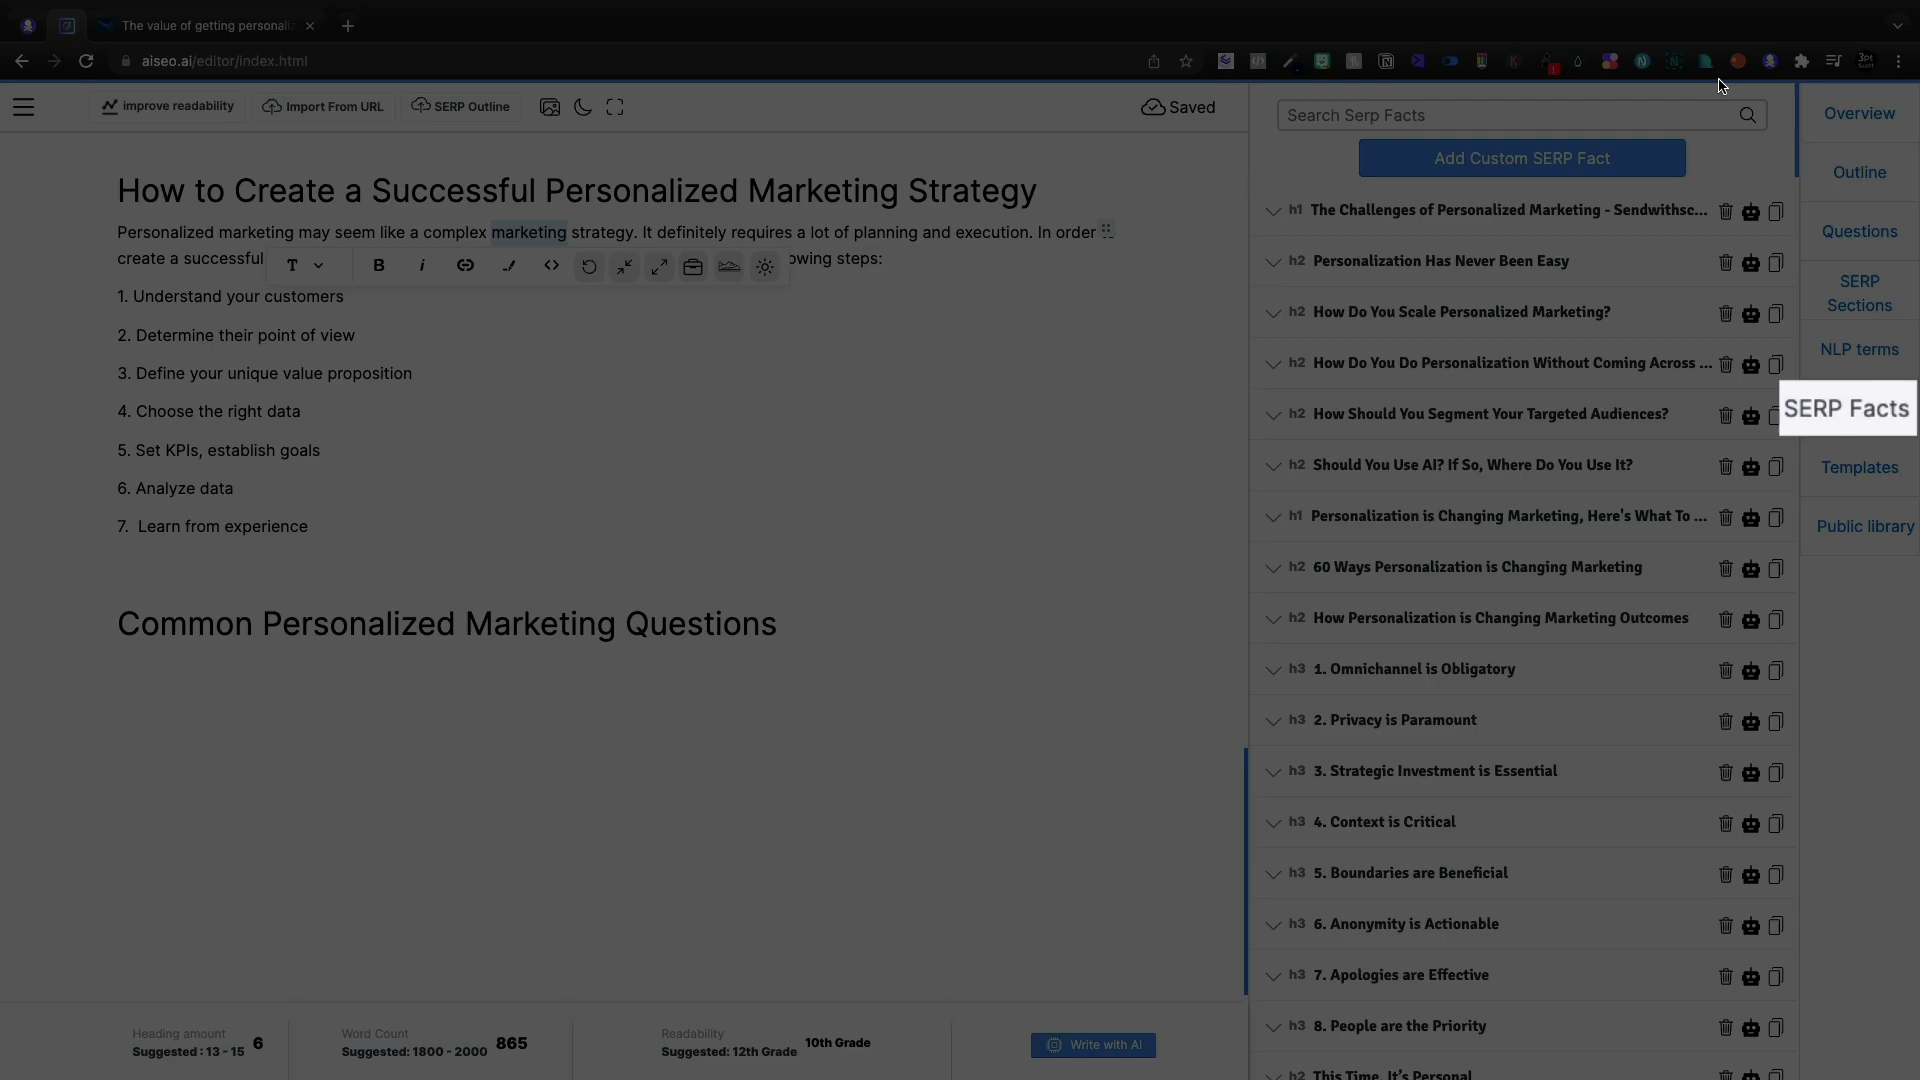 The value of getting personaliz
aiseo.ai/editor/index.html
improve readability
Import From URL
SERP Outline
Saved
How to Create a Successful Personalized Marketing Strategy
Personalized marketing may seem like a complex marketing strategy. It definitely requires a lot of planning and execution. In order
create a successful
owing steps:
T
B
i
1. Understand your customers
2. Determine their point of view
3. Define your unique value proposition
4. Choose the right data
5. Set KPIs, establish goals
6. Analyze data
7. Learn from experience
Common Personalized Marketing Questions
Heading amount
Suggested : 13 - 15
6
Word Count
Suggested: 1800 - 2000
865
Readability
Suggested: 12th Grade
10th Grade
Write with AI
Search Serp Facts
Add Custom SERP Fact
h1 The Challenges of Personalized Marketing - Sendwithsc...
h2 Personalization Has Never Been Easy
h2 How Do You Scale Personalized Marketing?
h2 How Do You Do Personalization Without Coming Across ...
h2 How Should You Segment Your Targeted Audiences?
h2 Should You Use AI? If So, Where Do You Use It?
h1 Personalization is Changing Marketing, Here's What To ...
h2 60 Ways Personalization is Changing Marketing
h2 How Personalization is Changing Marketing Outcomes
h3 1. Omnichannel is Obligatory
h3 2. Privacy is Paramount
h3 3. Strategic Investment is Essential
h3 4. Context is Critical
h3 5. Boundaries are Beneficial
h3 6. Anonymity is Actionable
h3 7. Apologies are Effective
h3 8. People are the Priority
h2 This Time, It's Personal
Overview
Outline
Questions
SERP
Sections
NLP terms
SERP Facts
Templates
Public library